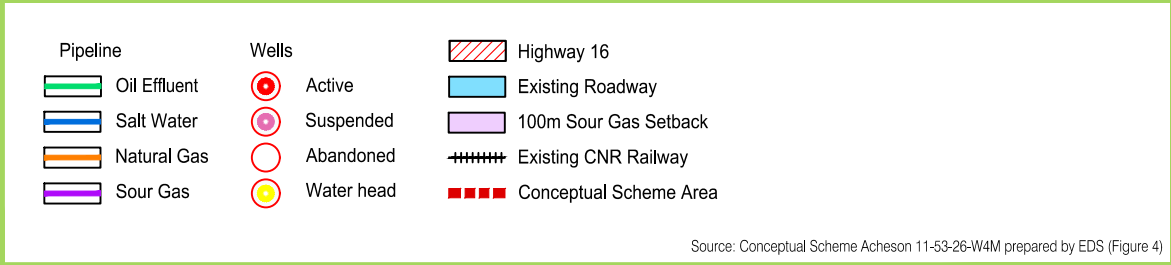 Pipeline
Oil Effluent
Salt Water
Natural Gas
Sour Gas
Wells
Active
Suspended
Abandoned
Water head
Highway 16
Existing Roadway
100m Sour Gas Setback
Existing CNR Railway
Conceptual Scheme Area
Source: Conceptual Scheme Acheson 11-53-26-W4M prepared by EDS (Figure 4)